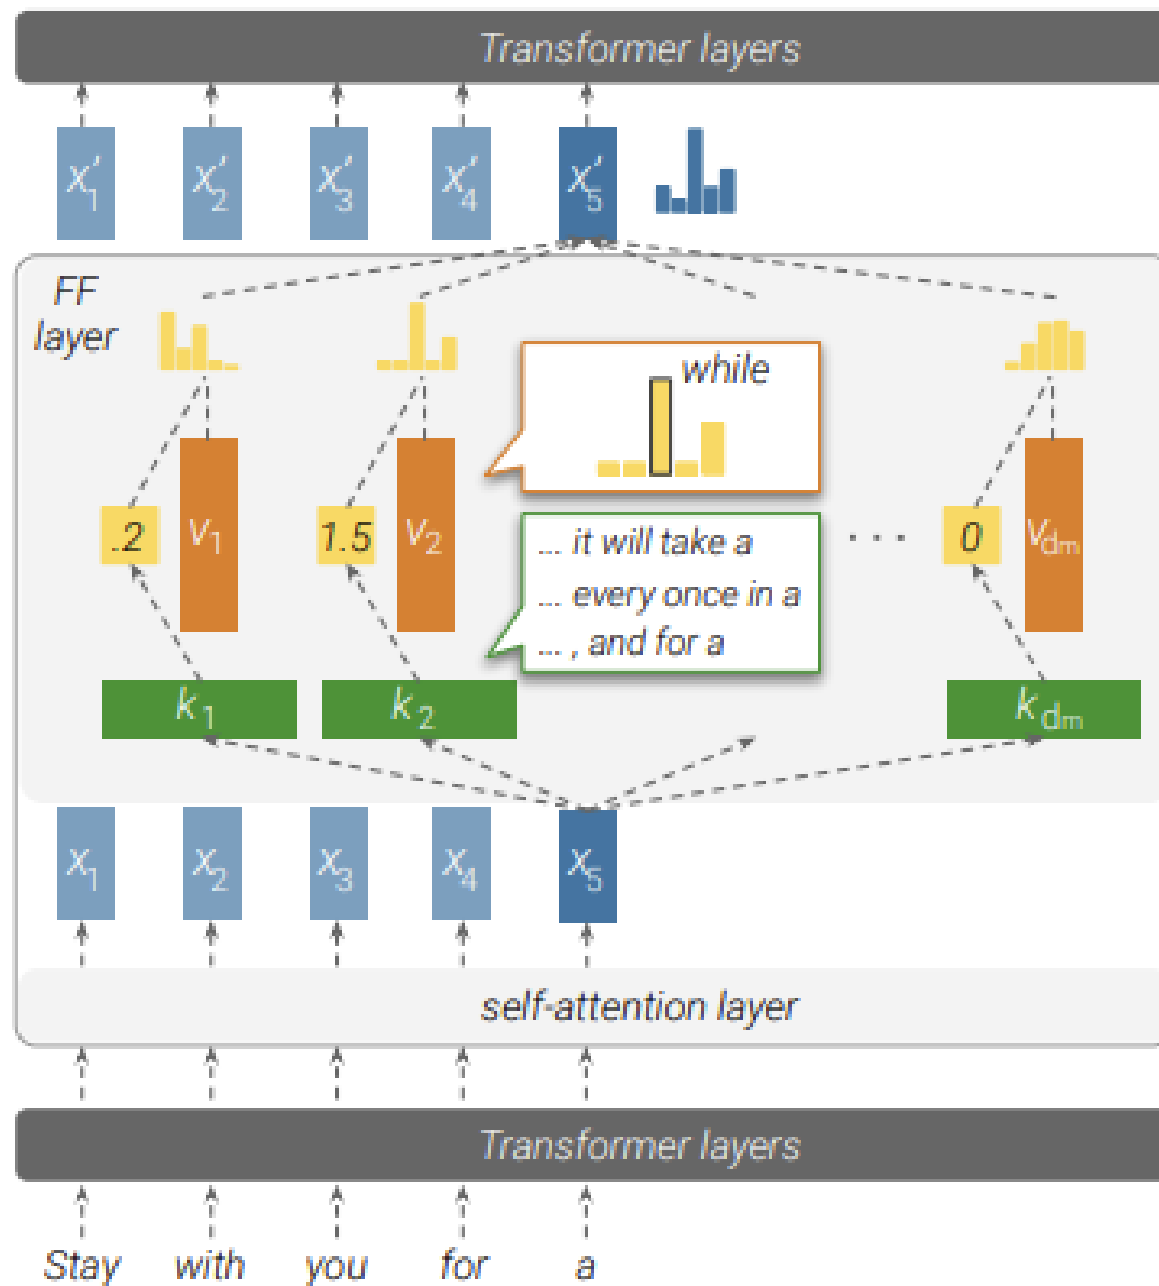 Transformer layers
x′1 x′2 x′3 x′4 x′5
FF
layer
while
.2 v1 1.5 v2 ... 0 vdm
... it will take a
... every once in a
... , and for a
k1 k2 kdm
x1 x2 x3 x4 x5
self-attention layer
Transformer layers
Stay with you for a